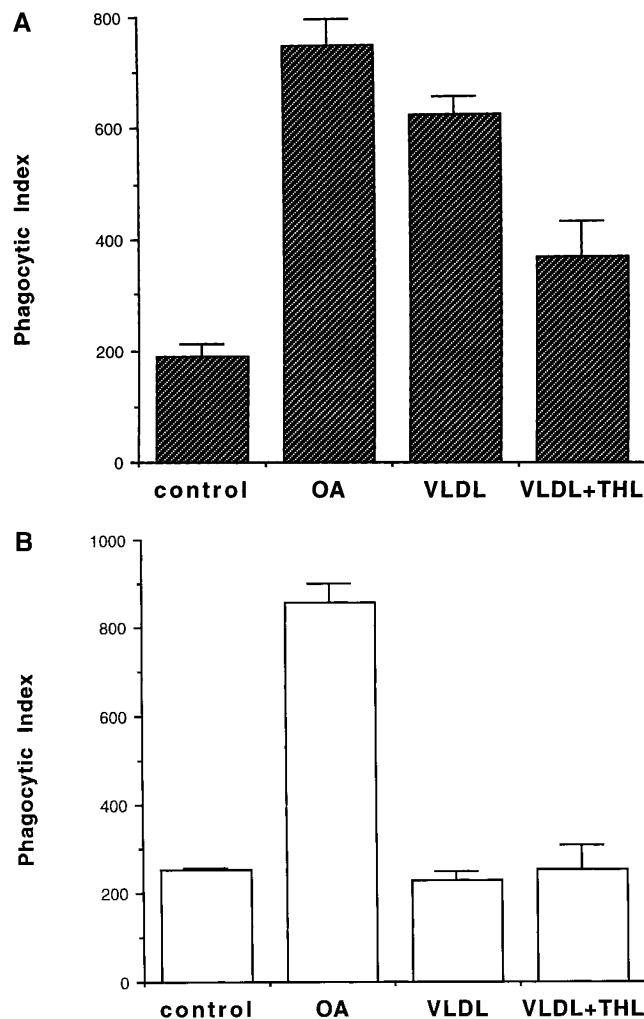 A
800
600
400
200
0
Phagocytic Index
control OA VLDL VLDL+THL
B
1000
800
600
400
200
0
Phagocytic Index
control OA VLDL VLDL+THL